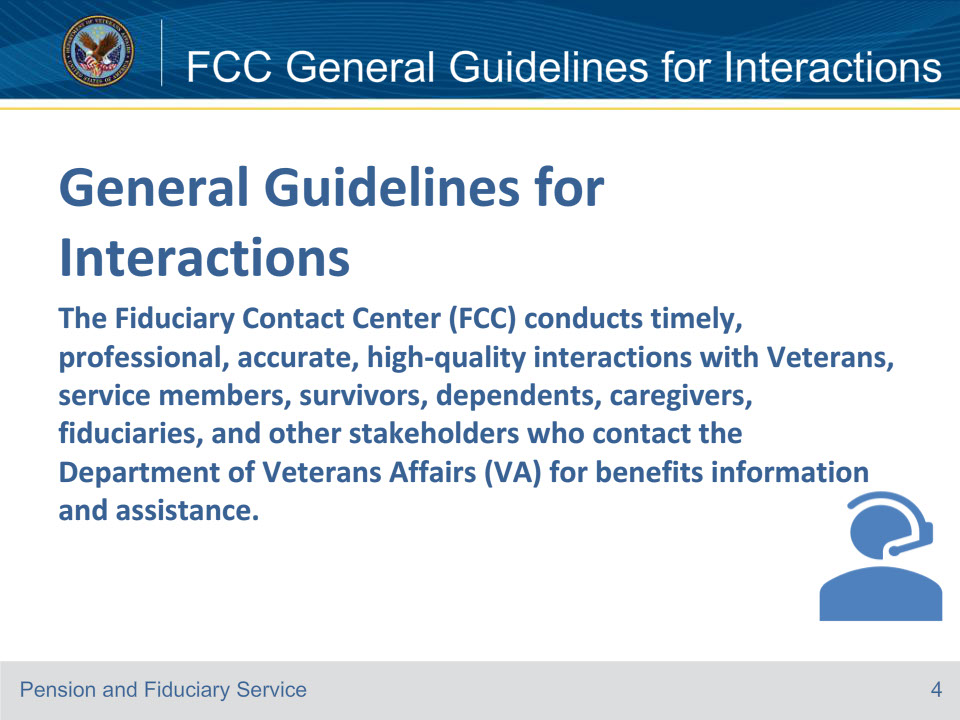 FCC General Guidelines for Interactions
General Guidelines for
Interactions
The Fiduciary Contact Center (FCC) conducts timely,
professional, accurate, high-quality interactions with Veterans,
service members, survivors, dependents, caregivers,
fiduciaries, and other stakeholders who contact the
Department of Veterans Affairs (VA) for benefits information
and assistance.
Pension and Fiduciary Service
4